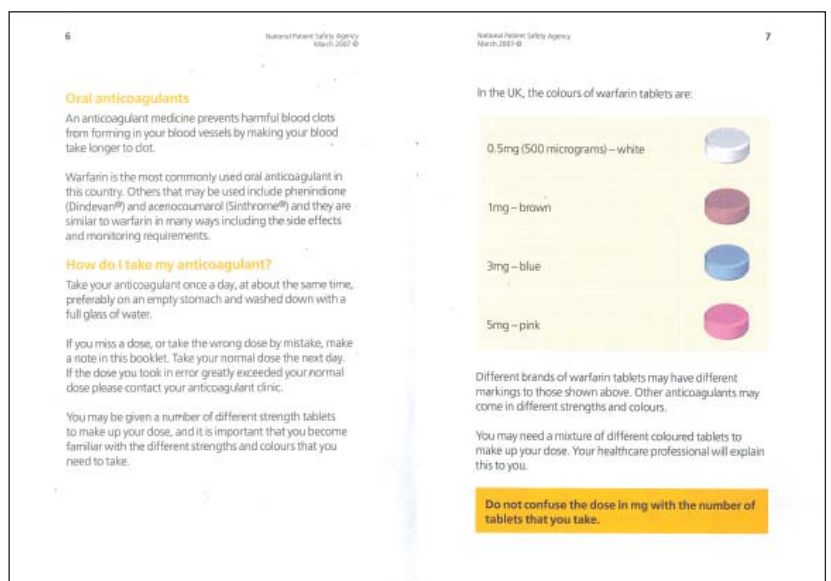 6
National Patient Safety Agency
March 2007 ©
Oral anticoagulants
An anticoagulant medicine prevents harmful blood clots
from forming in your blood vessels by making your blood
take longer to clot.
Warfarin is the most commonly used oral anticoagulant in
this country. Others that may be used include phenindione
(Dindevan®) and acenocoumarol (Sinthrome®) and they are
similar to warfarin in many ways including the side effects
and monitoring requirements.
How do I take my anticoagulant?
Take your anticoagulant once a day, at about the same time,
preferably on an empty stomach and washed down with a
full glass of water.
If you miss a dose, or take the wrong dose by mistake, make
a note in this booklet. Take your normal dose the next day.
If the dose you took in error greatly exceeded your normal
dose please contact your anticoagulant clinic.
You may be given a number of different strength tablets
to make up your dose, and it is important that you become
familiar with the different strengths and colours that you
need to take.
National Patient Safety Agency
March 2007 ©
7
In the UK, the colours of warfarin tablets are:
0.5mg (500 micrograms) – white
1mg – brown
3mg – blue
5mg – pink
Different brands of warfarin tablets may have different
markings to those shown above. Other anticoagulants may
come in different strengths and colours.
You may need a mixture of different coloured tablets to
make up your dose. Your healthcare professional will explain
this to you.
Do not confuse the dose in mg with the number of
tablets that you take.